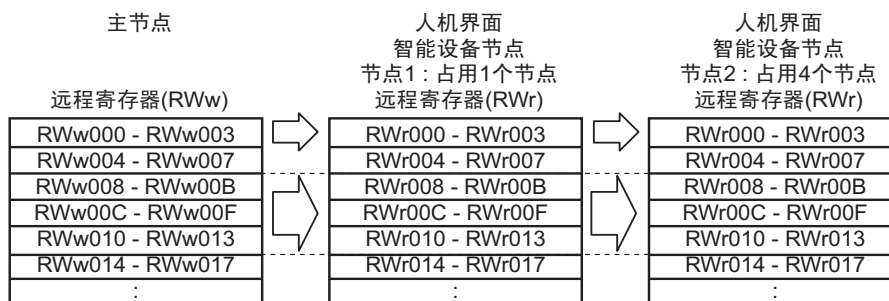 主节点
远程寄存器(RWw)
RWw000 - RWw003
RWw004 - RWw007
RWw008 - RWw00B
RWw00C - RWw00F
RWw010 - RWw013
RWw014 - RWw017
:
人机界面
智能设备节点
节点1 : 占用1个节点
远程寄存器(RWr)
RWr000 - RWr003
RWr004 - RWr007
RWr008 - RWr00B
RWr00C - RWr00F
RWr010 - RWr013
RWr014 - RWr017
:
人机界面
智能设备节点
节点2 : 占用4个节点
远程寄存器(RWr)
RWr000 - RWr003
RWr004 - RWr007
RWr008 - RWr00B
RWr00C - RWr00F
RWr010 - RWr013
RWr014 - RWr017
: